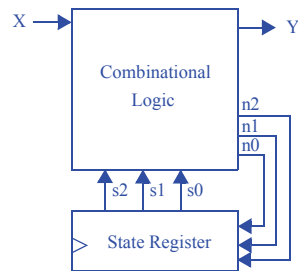 X
Y
Combinational
Logic
n2
n1
n0
s2 s1 s0
State Register